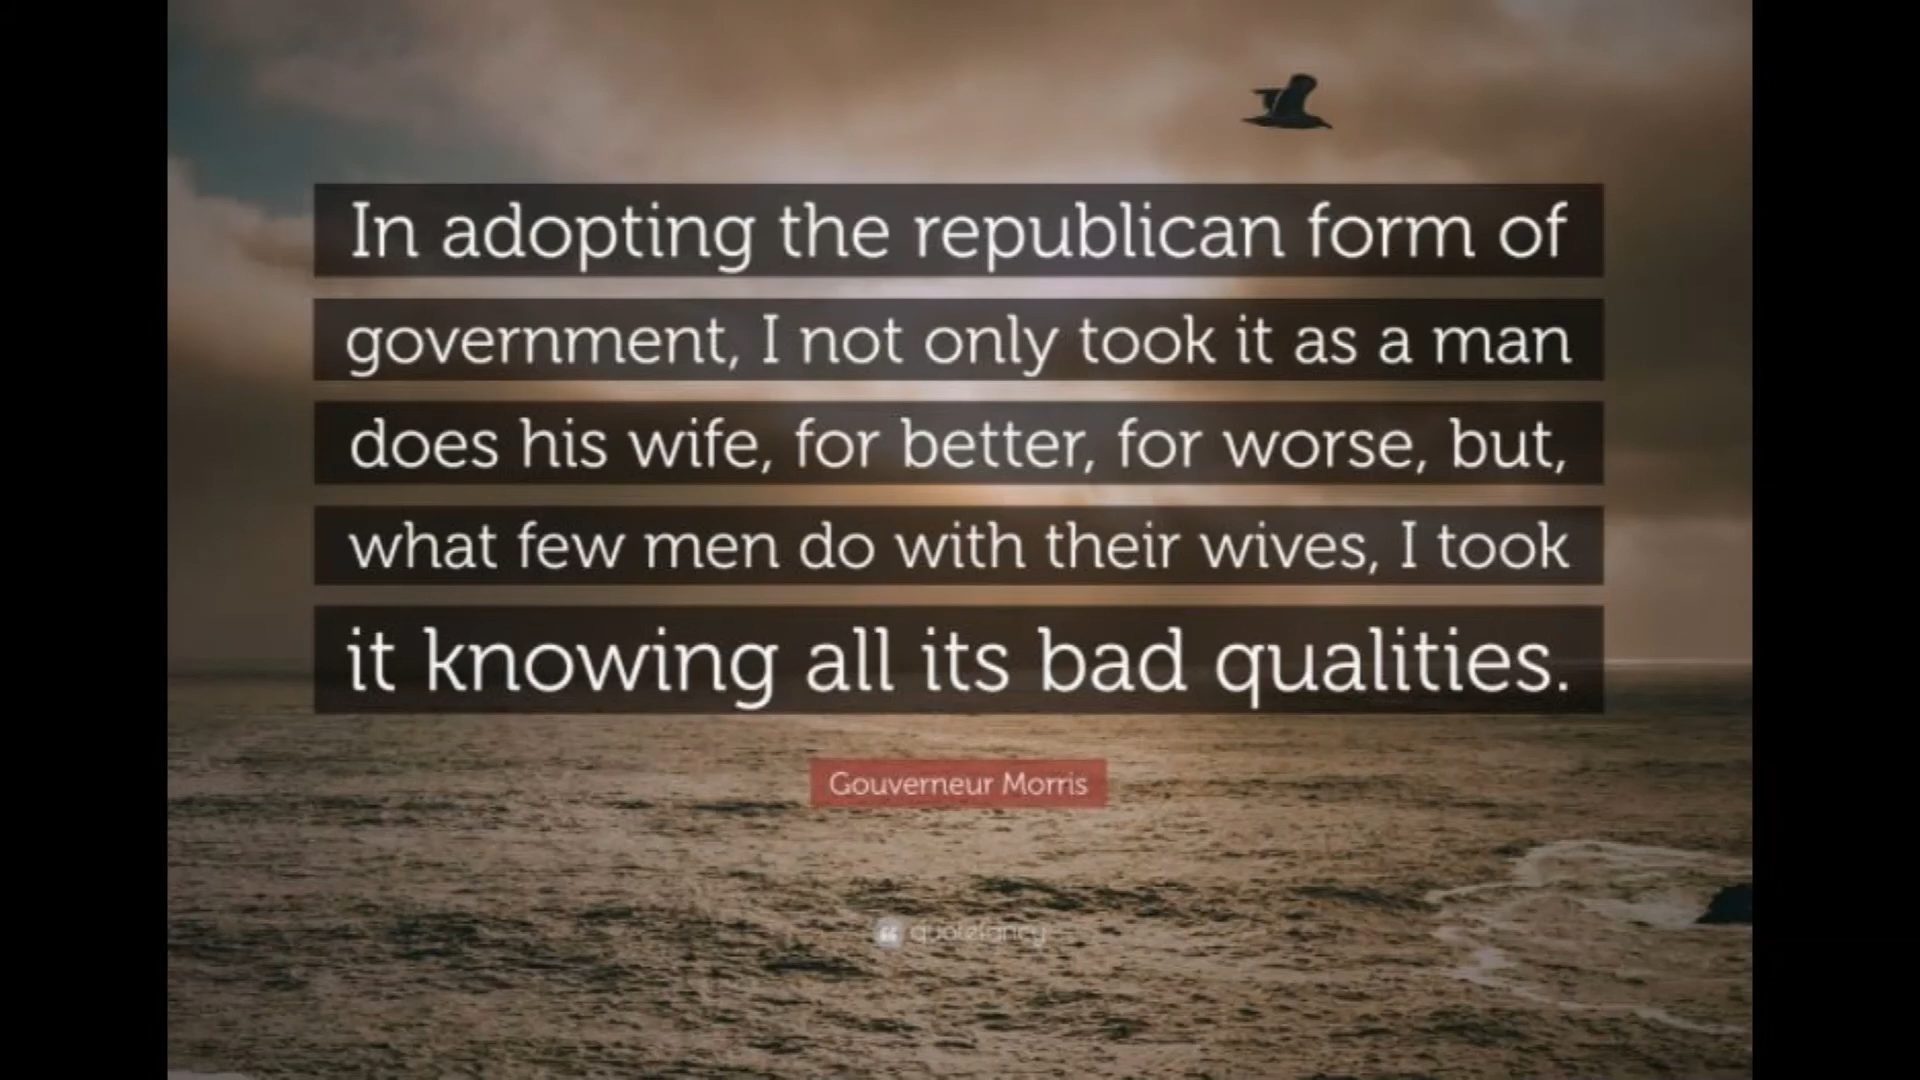 In adopting the republican form of
government, I not only took it as a man
does his wife, for better, for worse, but,
what few men do with their wives, I took
it knowing all its bad qualities.
Gouverneur Morris
quotefancy